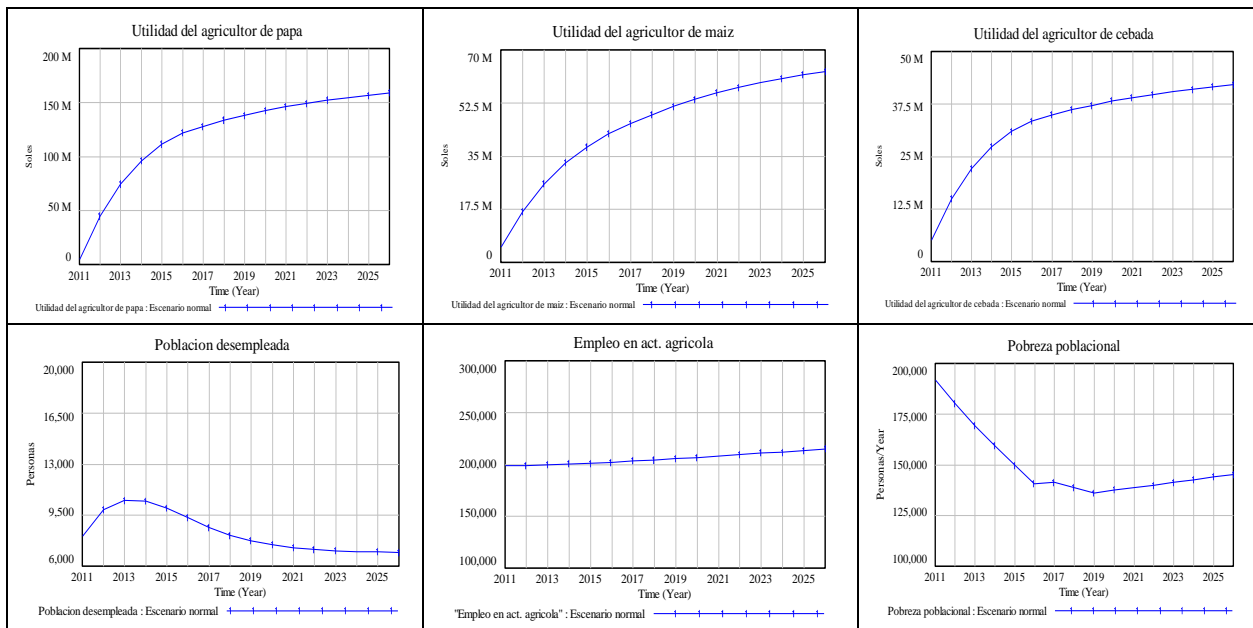 Utilidad del agricultor de papa
200 M
150 M
100 M
50 M
0
Soles
2011 2013 2015 2017 2019 2021 2023 2025
Time (Year)
Utilidad del agricultor de papa : Escenario normal
Utilidad del agricultor de maiz
70 M
52.5 M
35 M
17.5 M
0
Soles
2011 2013 2015 2017 2019 2021 2023 2025
Time (Year)
Utilidad del agricultor de maiz : Escenario normal
Utilidad del agricultor de cebada
50 M
37.5 M
25 M
12.5 M
0
Soles
2011 2013 2015 2017 2019 2021 2023 2025
Time (Year)
Utilidad del agricultor de cebada : Escenario normal
Poblacion desempleada
20,000
16,500
13,000
9,500
6,000
Personas
2011 2013 2015 2017 2019 2021 2023 2025
Time (Year)
Poblacion desempleada : Escenario normal
Empleo en act. agricola
300,000
250,000
200,000
150,000
100,000
2011 2013 2015 2017 2019 2021 2023 2025
Time (Year)
"Empleo en act. agricola" : Escenario normal
Pobreza poblacional
200,000
175,000
150,000
125,000
100,000
Personas/Year
2011 2013 2015 2017 2019 2021 2023 2025
Time (Year)
Pobreza poblacional : Escenario normal